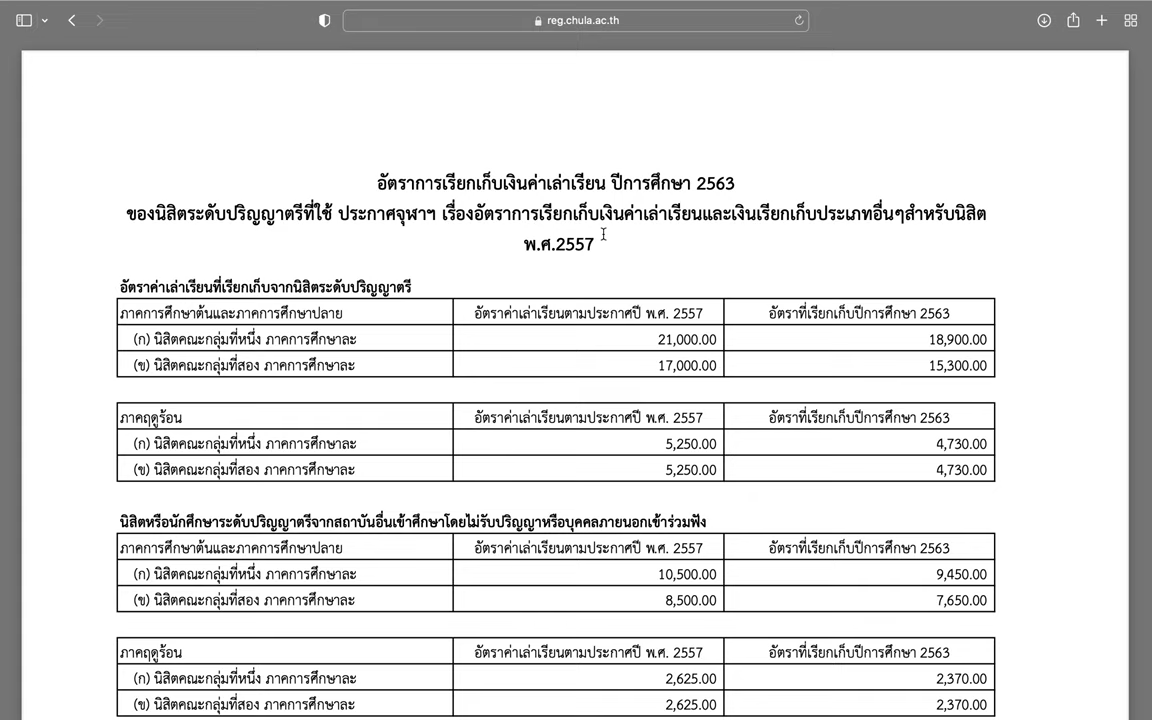 reg.chula.ac.th
อัตราการเรียกเก็บเงินค่าเล่าเรียน ปีการศึกษา 2563
ของนิสิตระดับปริญญาตรีที่ใช้ ประกาศจุฬาฯ เรื่องอัตราการเรียกเก็บเงินค่าเล่าเรียนและเงินเรียกเก็บประเภทอื่นๆสำหรับนิสิต
พ.ศ.2557
อัตราค่าเล่าเรียนที่เรียกเก็บจากนิสิตระดับปริญญาตรี
ภาคการศึกษาต้นและภาคการศึกษาปลาย อัตราค่าเล่าเรียนตามประกาศปี พ.ศ. 2557 อัตราที่เรียกเก็บปีการศึกษา 2563
(ก) นิสิตคณะกลุ่มที่หนึ่ง ภาคการศึกษาละ 21,000.00 18,900.00
(ข) นิสิตคณะกลุ่มที่สอง ภาคการศึกษาละ 17,000.00 15,300.00
ภาคฤดูร้อน อัตราค่าเล่าเรียนตามประกาศปี พ.ศ. 2557 อัตราที่เรียกเก็บปีการศึกษา 2563
(ก) นิสิตคณะกลุ่มที่หนึ่ง ภาคการศึกษาละ 5,250.00 4,730.00
(ข) นิสิตคณะกลุ่มที่สอง ภาคการศึกษาละ 5,250.00 4,730.00
นิสิตหรือนักศึกษาระดับปริญญาตรีจากสถาบันอื่นเข้าศึกษาโดยไม่รับปริญญาหรือบุคคลภายนอกเข้าร่วมฟัง
ภาคการศึกษาต้นและภาคการศึกษาปลาย อัตราค่าเล่าเรียนตามประกาศปี พ.ศ. 2557 อัตราที่เรียกเก็บปีการศึกษา 2563
(ก) นิสิตคณะกลุ่มที่หนึ่ง ภาคการศึกษาละ 10,500.00 9,450.00
(ข) นิสิตคณะกลุ่มที่สอง ภาคการศึกษาละ 8,500.00 7,650.00
ภาคฤดูร้อน อัตราค่าเล่าเรียนตามประกาศปี พ.ศ. 2557 อัตราที่เรียกเก็บปีการศึกษา 2563
(ก) นิสิตคณะกลุ่มที่หนึ่ง ภาคการศึกษาละ 2,625.00 2,370.00
(ข) นิสิตคณะกลุ่มที่สอง ภาคการศึกษาละ 2,625.00 2,370.00